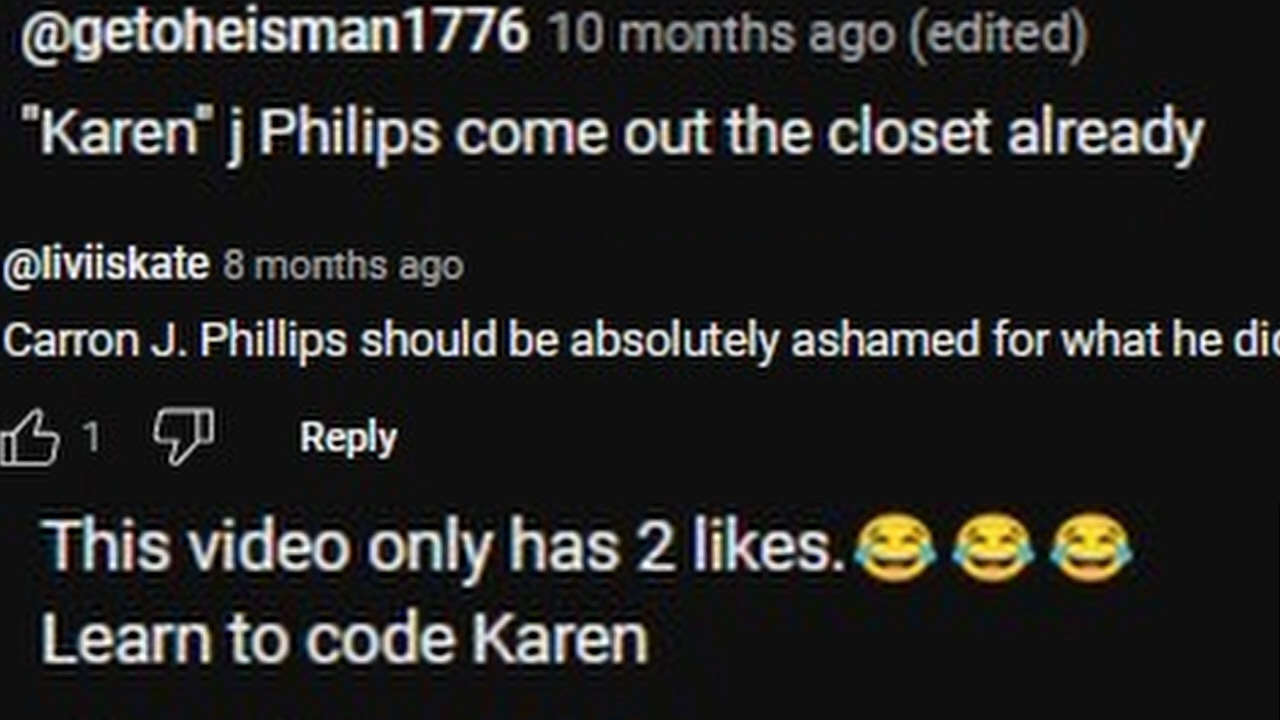 @getoheisman1776 10 months ago (edited)
"Karen" j Philips come out the closet already
@liviiskate 8 months ago
Carron J. Phillips should be absolutely ashamed for what he
1 Reply
This video only has 2 likes.😂😂😂
Learn to code Karen